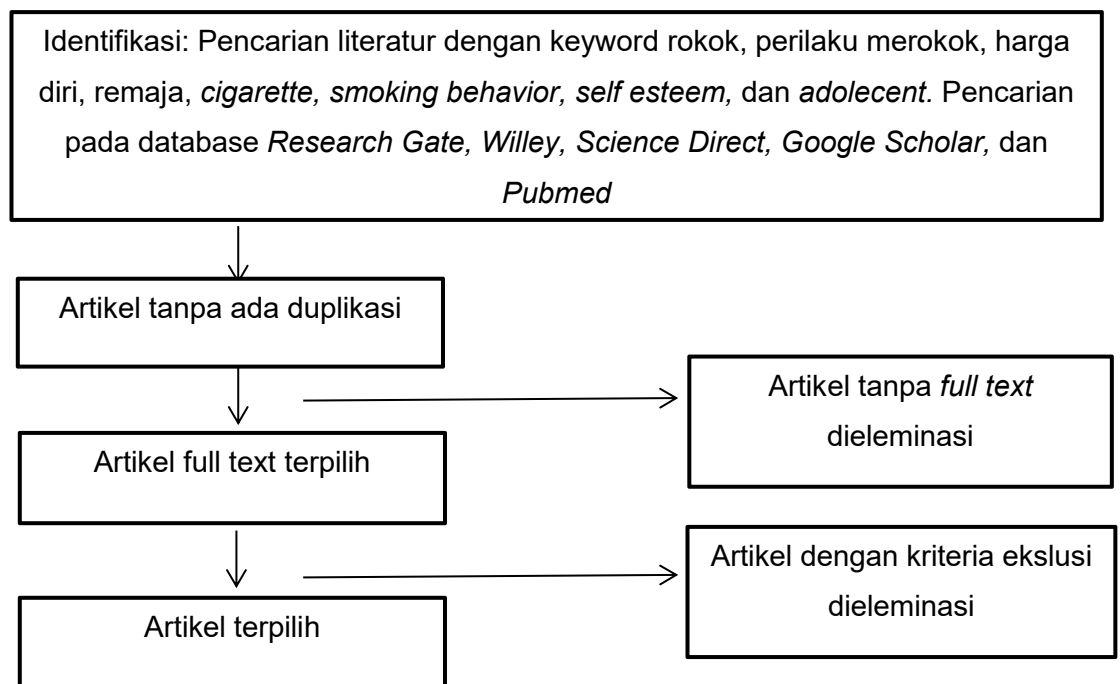 Identifikasi: Pencarian literatur dengan keyword rokok, perilaku merokok, harga
diri, remaja, cigarette, smoking behavior, self esteem, dan adolecent. Pencarian
pada database Research Gate, Willey, Science Direct, Google Scholar, dan
Pubmed
Artikel tanpa ada duplikasi
Artikel tanpa full text
dieleminasi
Artikel full text terpilih
Artikel dengan kriteria ekslusi
dieleminasi
Artikel terpilih